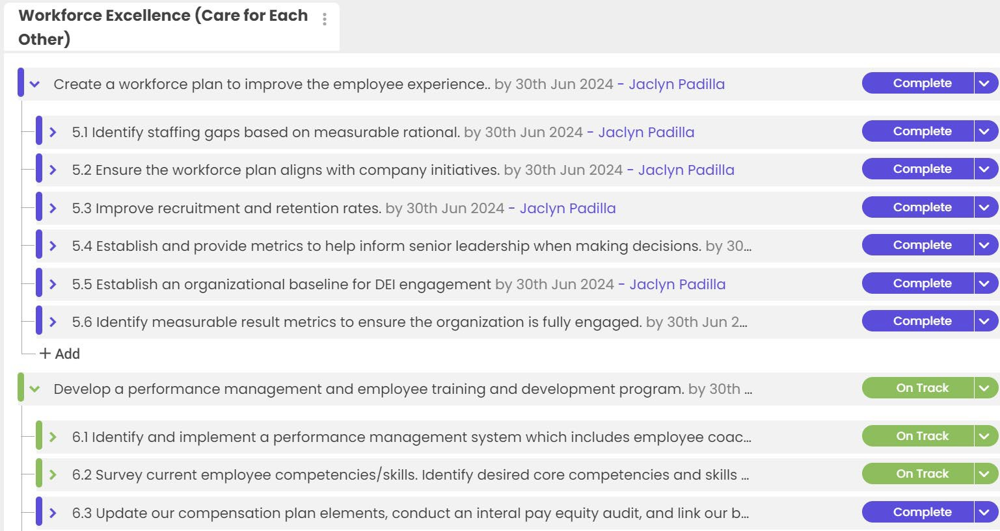 Workforce Excellence (Care for Each
Other)
Create a workforce plan to improve the employee experience.. by 30th Jun 2024 - Jaclyn Padilla Complete
5.1 Identify staffing gaps based on measurable rational. by 30th Jun 2024 - Jaclyn Padilla Complete
5.2 Ensure the workforce plan aligns with company initiatives. by 30th Jun 2024 - Jaclyn Padilla Complete
5.3 Improve recruitment and retention rates. by 30th Jun 2024 - Jaclyn Padilla Complete
5.4 Establish and provide metrics to help inform senior leadership when making decisions. by 30... Complete
5.5 Establish an organizational baseline for DEI engagement by 30th Jun 2024 - Jaclyn Padilla Complete
5.6 Identify measurable result metrics to ensure the organization is fully engaged. by 30th Jun 2... Complete
+ Add
Develop a performance management and employee training and development program. by 30th ... On Track
6.1 Identify and implement a performance management system which includes employee coac... On Track
6.2 Survey current employee competencies/skills. Identify desired core competencies and skills ... On Track
6.3 Update our compensation plan elements, conduct an interal pay equity audit, and link our b... Complete